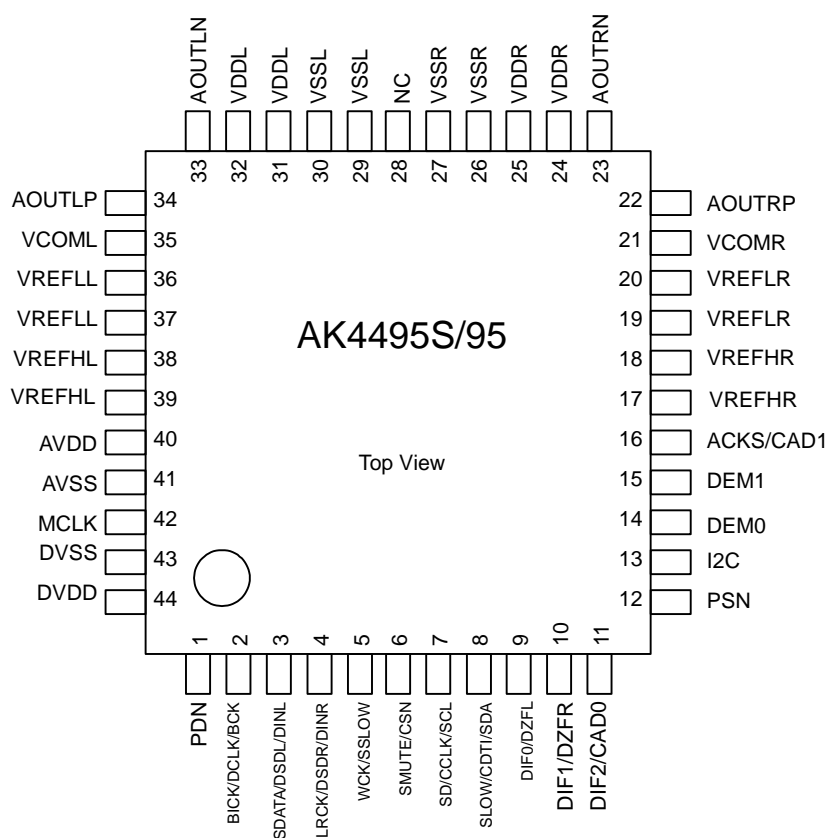 AOUTLN
VDDL
VDDL
VSSL
VSSL
NC
VSSR
VSSR
VDDR
VDDR
AOUTRN
33
32
31
30
29
28
27
26
25
24
23
AOUTLP 34
VCOML 35
VREFLL 36
VREFLL 37
VREFHL 38
VREFHL 39
AVDD 40
AVSS 41
MCLK 42
DVSS 43
DVDD 44
AK4495S/95
Top View
22 AOUTRP
21 VCOMR
20 VREFLR
19 VREFLR
18 VREFHR
17 VREFHR
16 ACKS/CAD1
15 DEM1
14 DEM0
13 I2C
12 PSN
1
2
3
4
5
6
7
8
9
10
11
PDN
BICK/DCLK/BCK
SDATA/DSDL/DINL
LRCK/DSDR/DINR
WCK/SSLOW
SMUTE/CSN
SD/CCLK/SCL
SLOW/CDTI/SDA
DIF0/DZFL
DIF1/DZFR
DIF2/CAD0